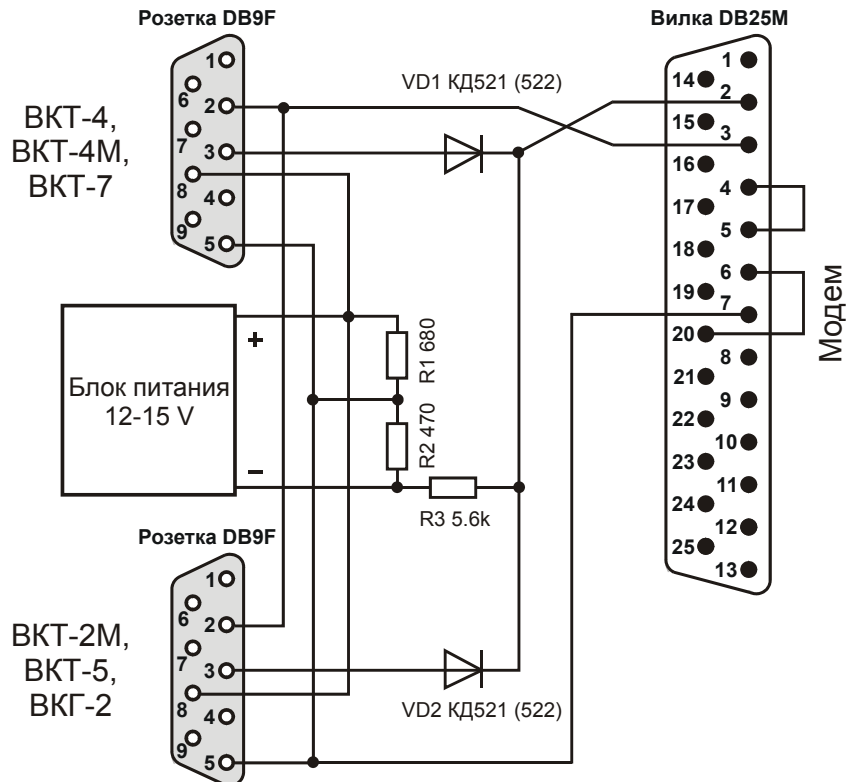 Розетка DB9F
Вилка DB25M
1
6
2
7
3
8
4
9
5
ВКТ-4,
ВКТ-4М,
ВКТ-7
VD1 КД521 (522)
1
14
2
15
3
16
4
17
5
18
6
19
7
20
8
21
9
22
10
23
11
24
12
25
13
Модем
Блок питания
12-15 V
+
–
R1 680
R2 470
R3 5.6k
Розетка DB9F
1
6
2
7
3
8
4
9
5
ВКТ-2М,
ВКТ-5,
ВКГ-2
VD2 КД521 (522)